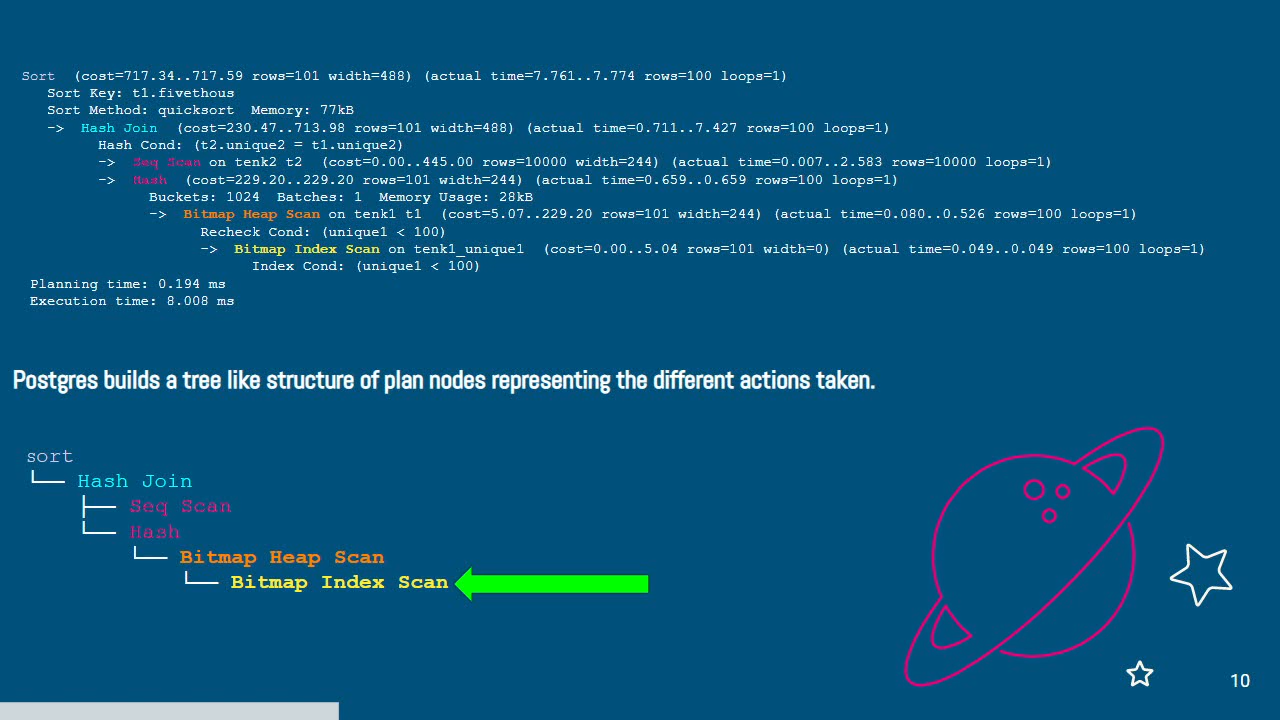 Sort  (cost=717.34..717.59 rows=101 width=488) (actual time=7.761..7.774 rows=100 loops=1)
Sort Key: t1.fivethous
Sort Method: quicksort  Memory: 77kB
->  Hash Join  (cost=230.47..713.98 rows=101 width=488) (actual time=0.711..7.427 rows=100 loops=1)
Hash Cond: (t2.unique2 = t1.unique2)
->  Seq Scan on tenk2 t2  (cost=0.00..445.00 rows=10000 width=244) (actual time=0.007..2.583 rows=10000 loops=1)
->  Hash  (cost=229.20..229.20 rows=101 width=244) (actual time=0.659..0.659 rows=100 loops=1)
Buckets: 1024  Batches: 1  Memory Usage: 28kB
->  Bitmap Heap Scan on tenk1 t1  (cost=5.07..229.20 rows=101 width=244) (actual time=0.080..0.526 rows=100 loops=1)
Recheck Cond: (unique1 < 100)
->  Bitmap Index Scan on tenk1_unique1  (cost=0.00..5.04 rows=101 width=0) (actual time=0.049..0.049 rows=100 loops=1)
Index Cond: (unique1 < 100)
Planning time: 0.194 ms
Execution time: 8.008 ms
Postgres builds a tree like structure of plan nodes representing the different actions taken.
sort
└── Hash Join
├── Seq Scan
└── Hash
└── Bitmap Heap Scan
└── Bitmap Index Scan
10